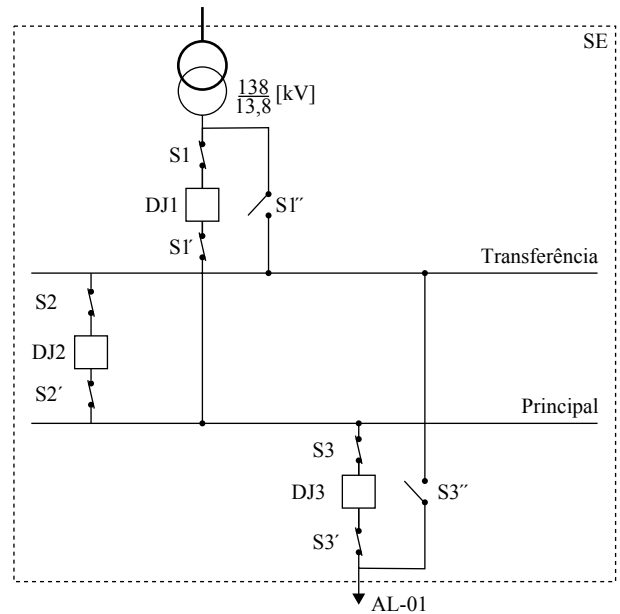 SE
138
13,8 [kV]
S1
DJ1
S1″
S1′
Transferência
S2
DJ2
S2′
Principal
S3
DJ3
S3″
S3′
AL-01